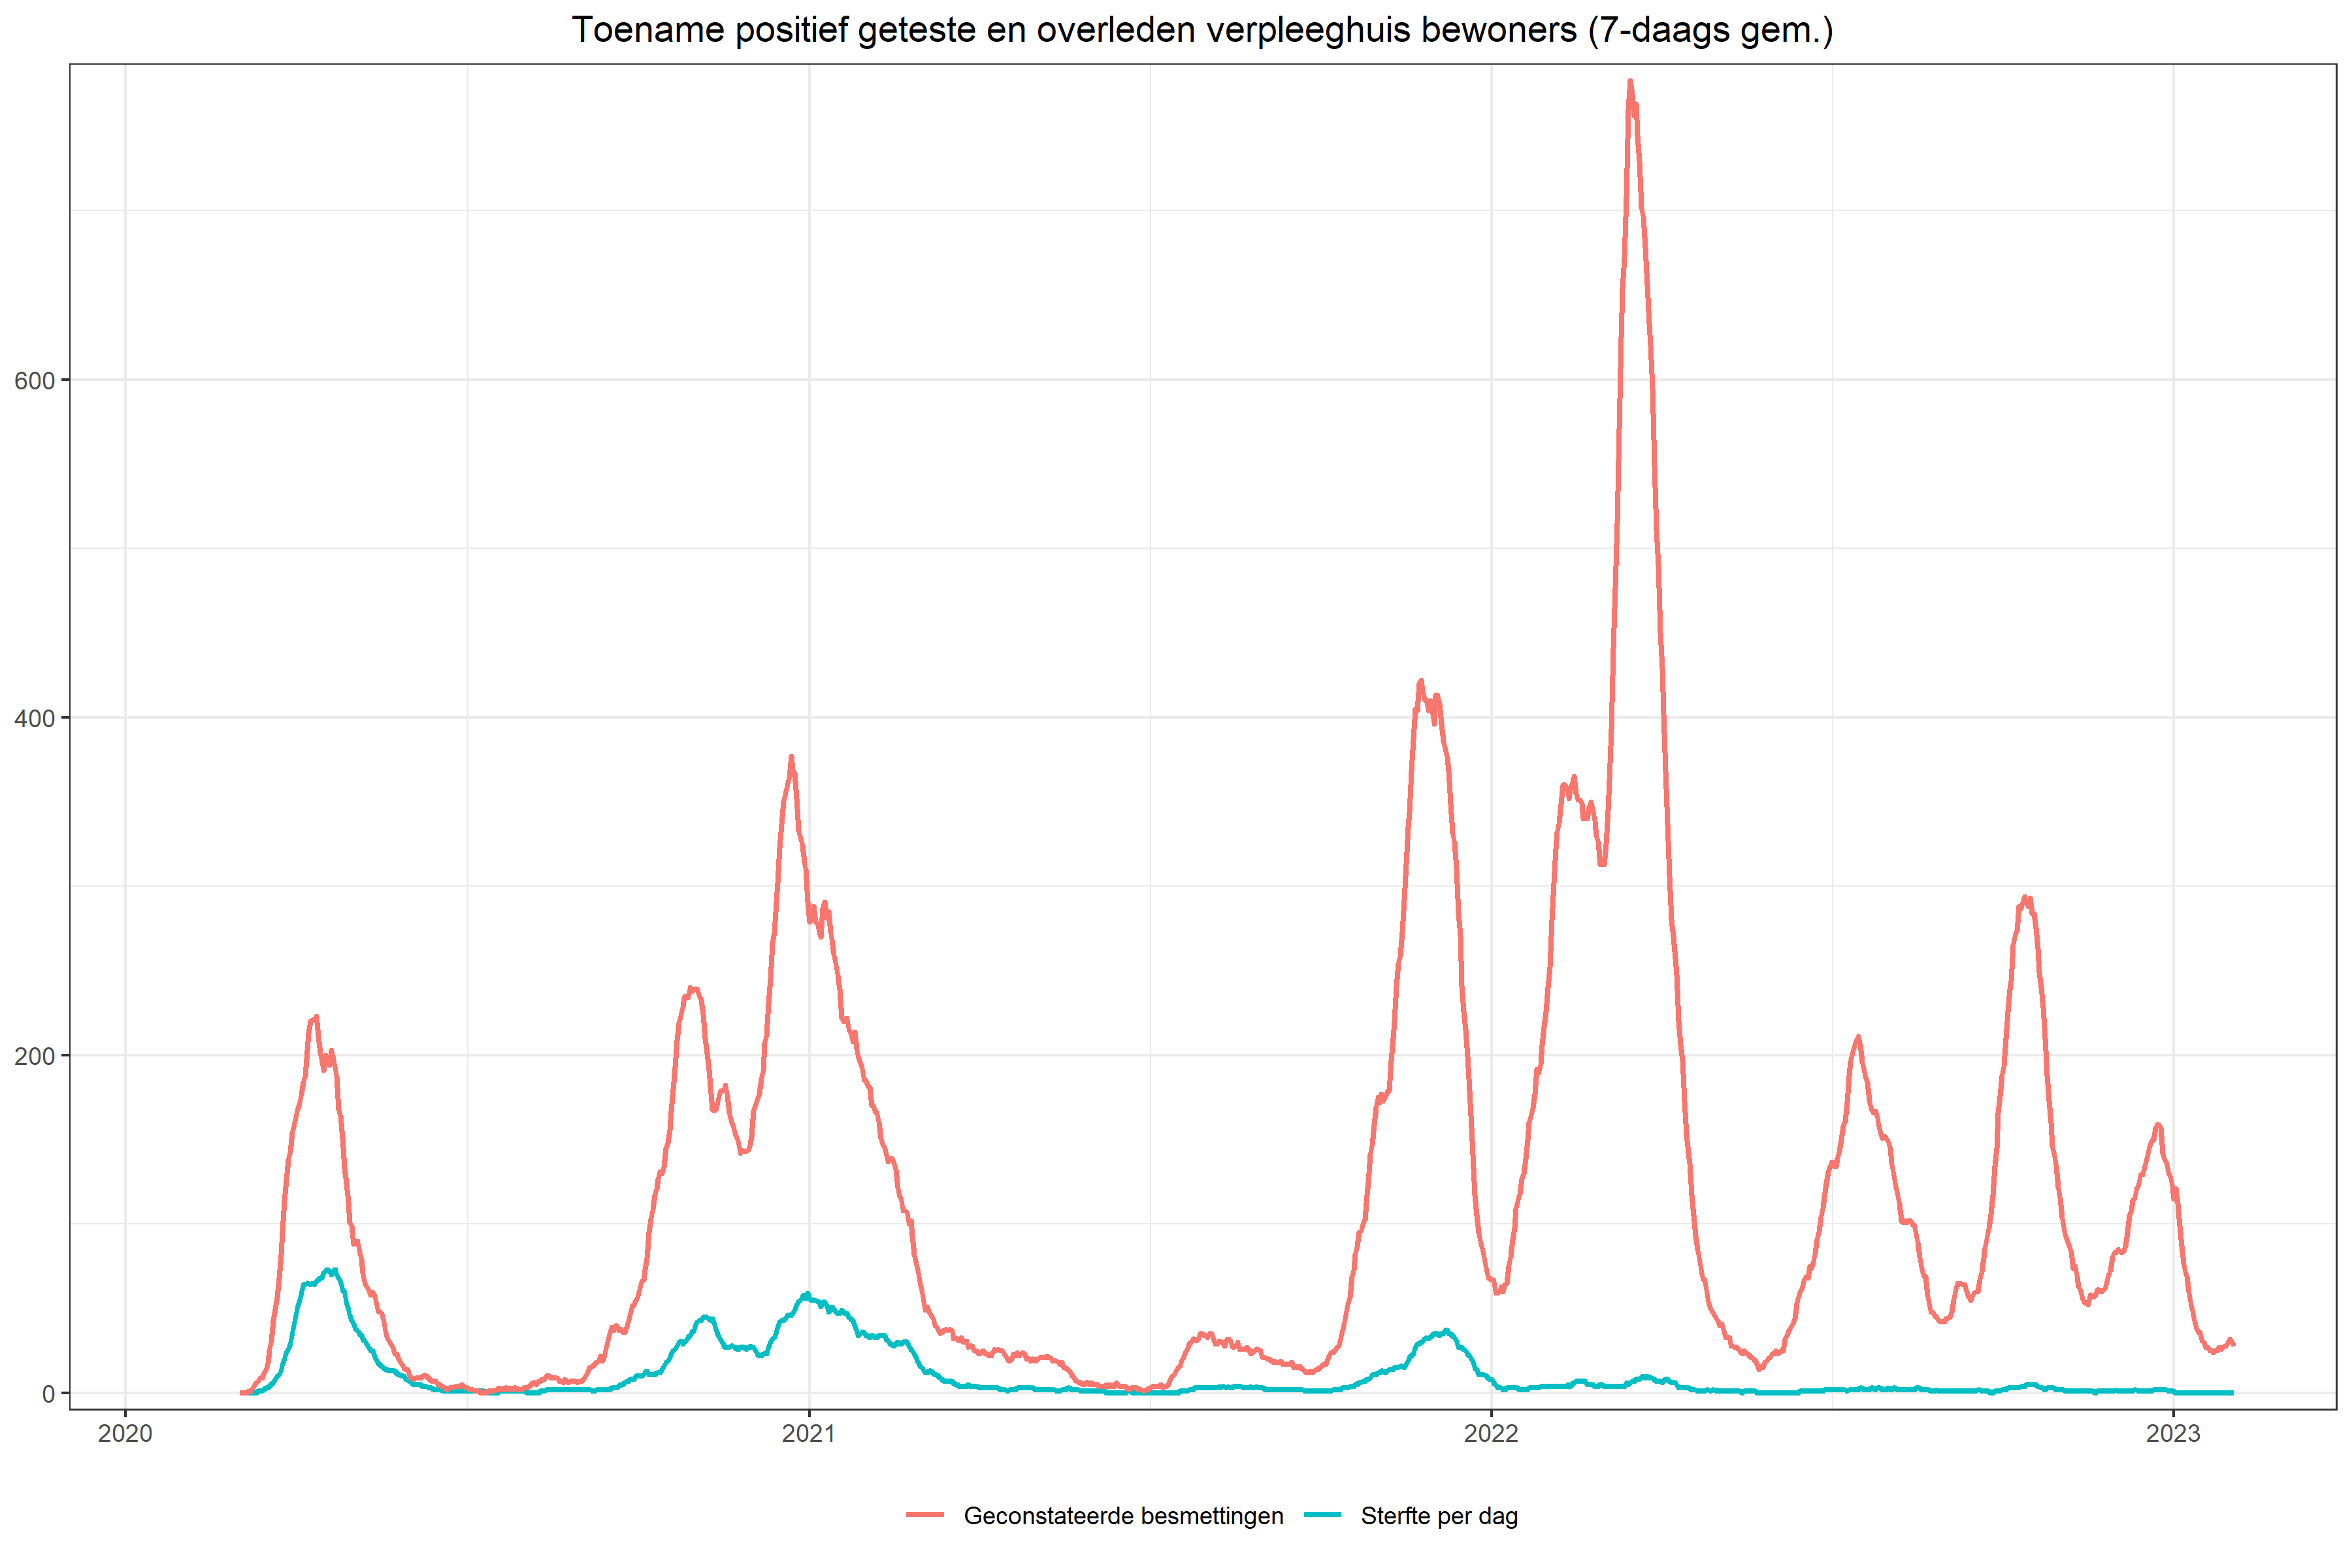 Toename positief geteste en overleden verpleeghuis bewoners (7-daags gem.)
600
400
200
0
2020 2021 2022 2023
Geconstateerde besmettingen Sterfte per dag